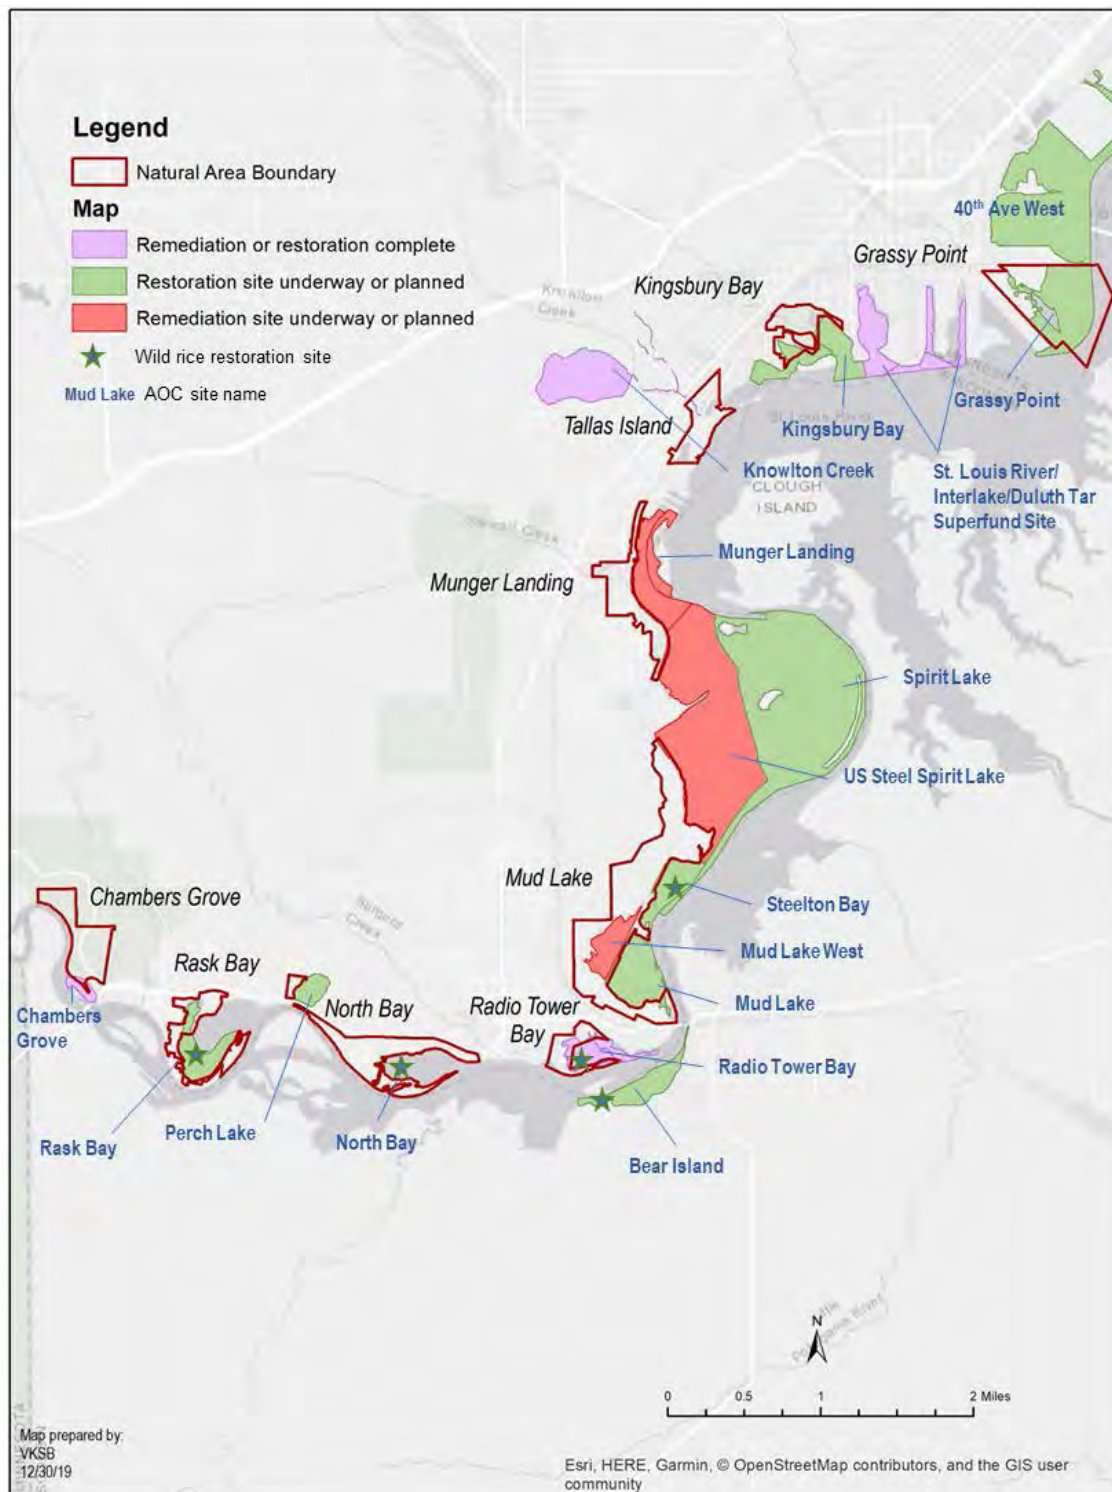 Legend
Natural Area Boundary
Map
Remediation or restoration complete
Restoration site underway or planned
Remediation site underway or planned
Wild rice restoration site
Mud Lake AOC site name
40th Ave West
Grassy Point
Kingsbury Bay
Knowlton
Creek
Tallas Island
Grassy Point
Kingsbury Bay
Knowlton Creek
St. Louis River/
Interlake/Duluth Tar
Superfund Site
CLOUGH
ISLAND
Munger Landing
Munger Landing
Spirit Lake
US Steel Spirit Lake
Mud Lake
Steelton Bay
Mud Lake West
Mud Lake
Chambers Grove
Rask Bay
North Bay
Radio Tower
Bay
Chambers
Grove
Radio Tower Bay
Rask Bay
Perch Lake
North Bay
Bear Island
N
0 0.5 1 2 Miles
Map prepared by:
VKSB
12/30/19
Esri, HERE, Garmin, © OpenStreetMap contributors, and the GIS user
community